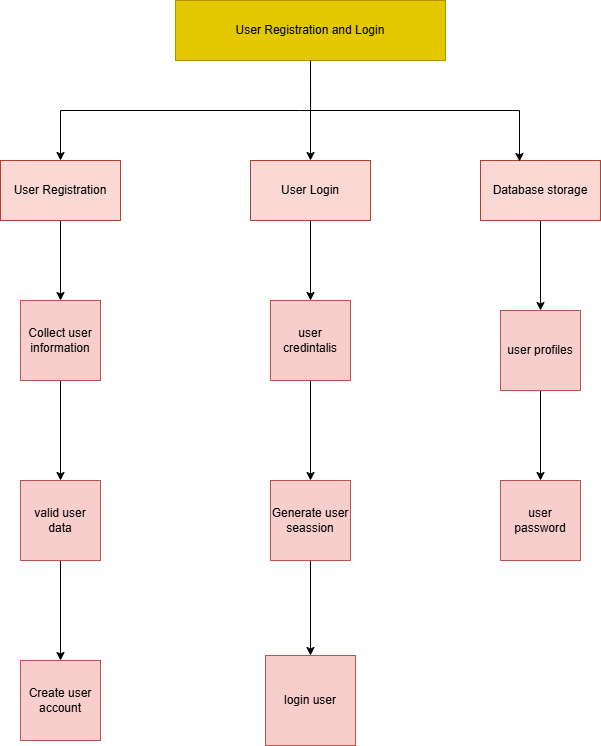 User Registration and Login
User Registration
User Login
Database storage
Collect user
information
user
credintalis
user profiles
valid user
data
Generate user
seassion
user
password
Create user
account
login user